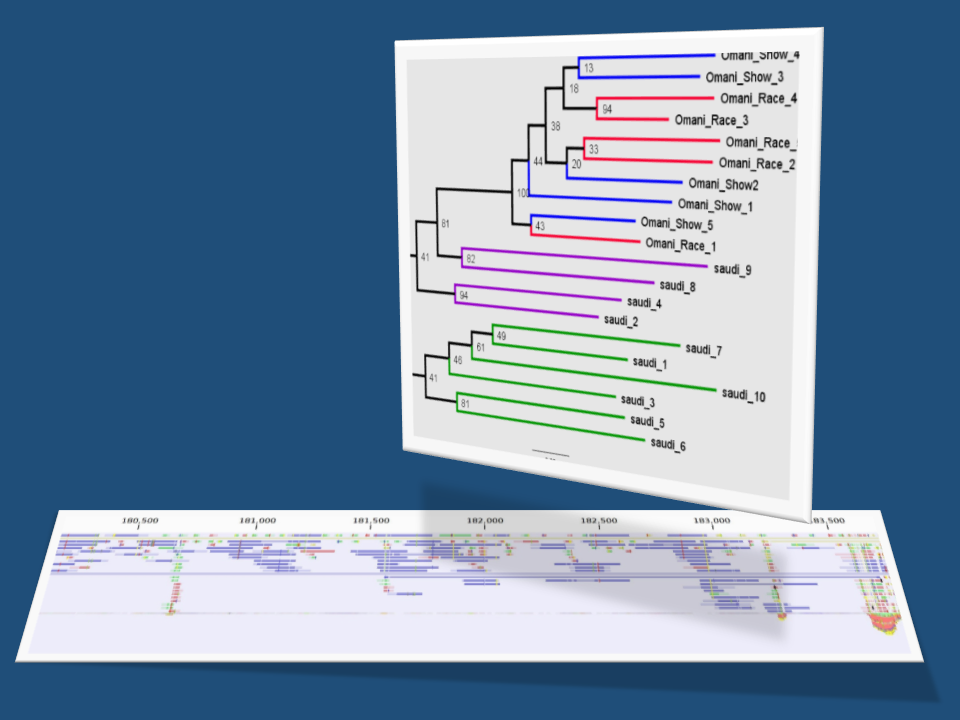 Omani_Show_4
13
Omani_Show_3
18
Omani_Race_4
94
Omani_Race_3
38
Omani_Race_
33
44
20
Omani_Race_2
Omani_Show2
100
Omani_Show_1
Omani_Show_5
43
81
Omani_Race_1
41
82
saudi_9
saudi_8
94
saudi_4
saudi_2
49
saudi_7
61
46
saudi_1
41
saudi_10
saudi_3
81
saudi_5
saudi_6
180,500 181,000 181,500 182,000 182,500 183,000 183,500